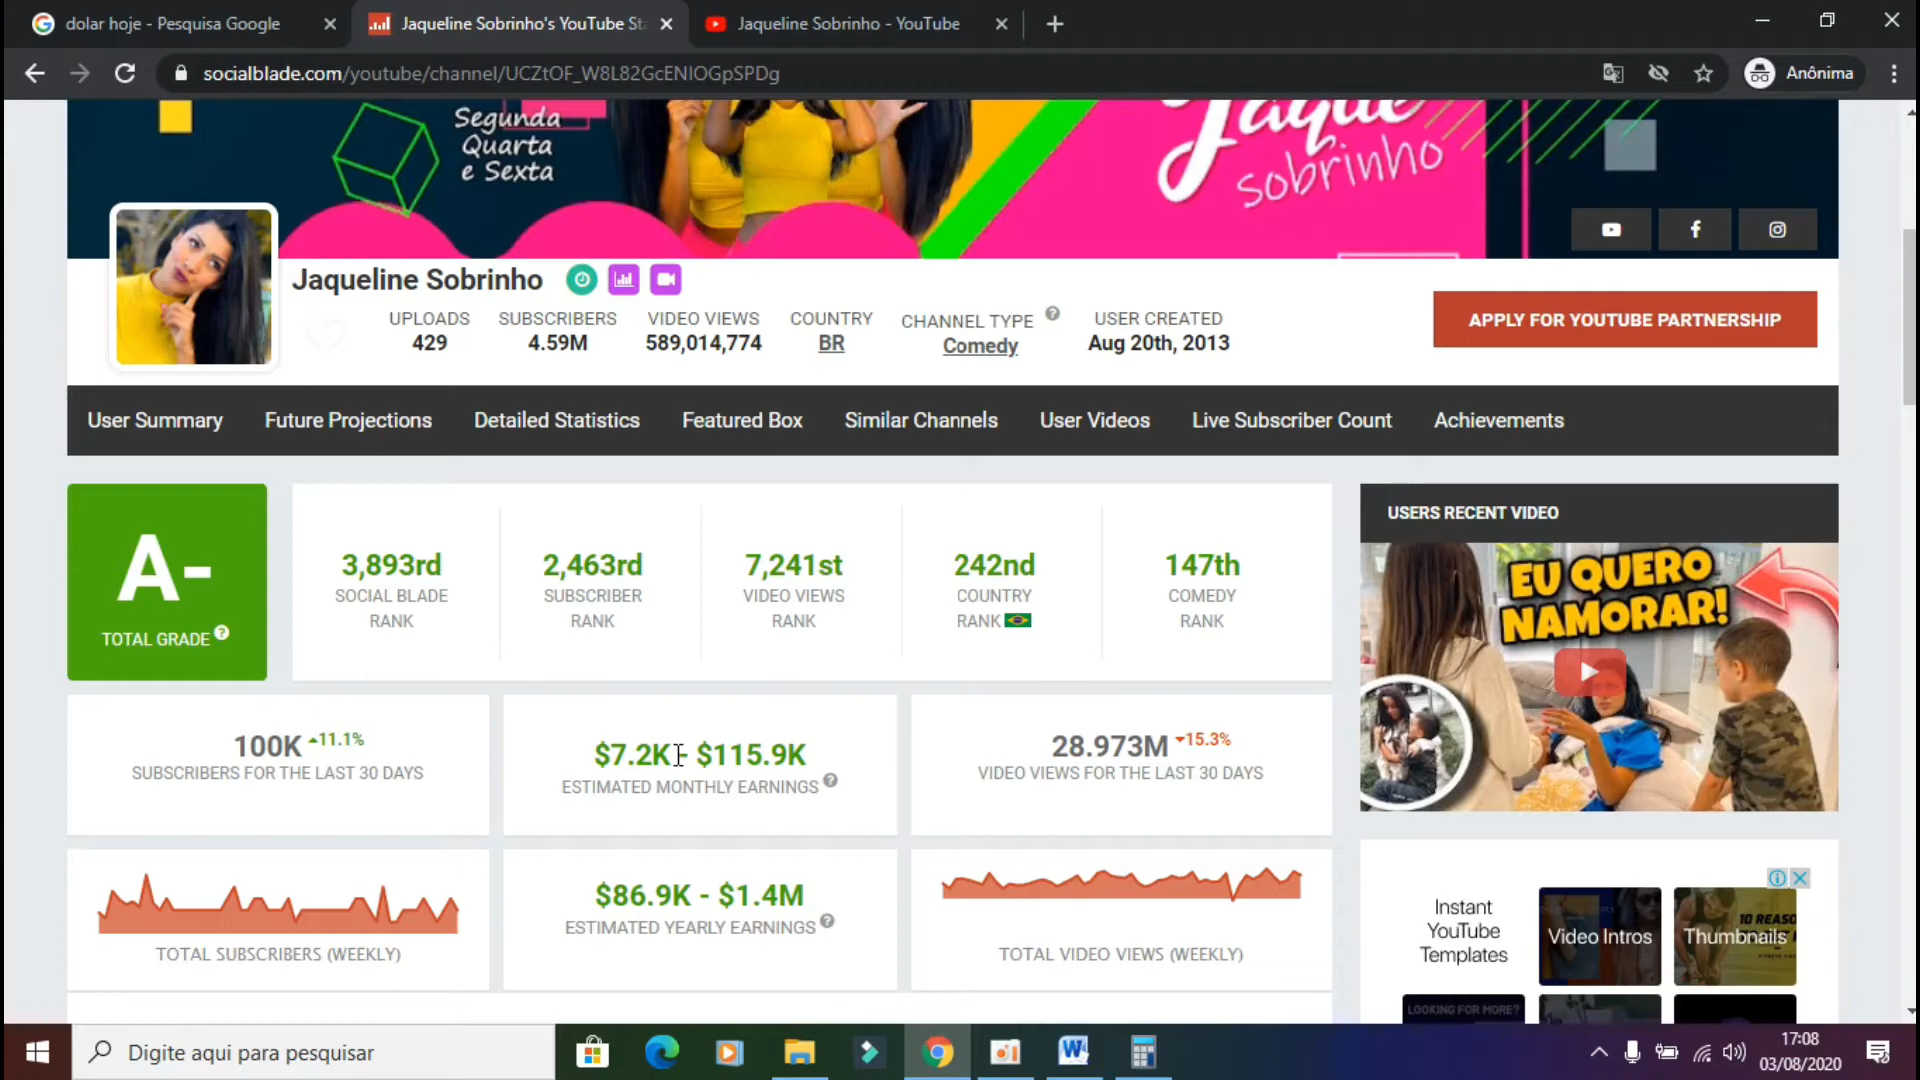 dolar hoje - Pesquisa Google
Jaqueline Sobrinho's YouTube St
Jaqueline Sobrinho - YouTube
socialblade.com/youtube/channel/UCZtOF_W8L82GcENIOGpSPDg
Anônima
Segunda
Quarta
e Sexta
Jaque
sobrinho
Jaqueline Sobrinho
UPLOADS
429
SUBSCRIBERS
4.59M
VIDEO VIEWS
589,014,774
COUNTRY
BR
CHANNEL TYPE
Comedy
USER CREATED
Aug 20th, 2013
APPLY FOR YOUTUBE PARTNERSHIP
User Summary
Future Projections
Detailed Statistics
Featured Box
Similar Channels
User Videos
Live Subscriber Count
Achievements
A-
TOTAL GRADE
3,893rd
SOCIAL BLADE
RANK
2,463rd
SUBSCRIBER
RANK
7,241st
VIDEO VIEWS
RANK
242nd
COUNTRY
RANK
147th
COMEDY
RANK
USERS RECENT VIDEO
EU QUERO
NAMORAR!
100K 11.1%
SUBSCRIBERS FOR THE LAST 30 DAYS
$7.2K - $115.9K
ESTIMATED MONTHLY EARNINGS
28.973M 15.3%
VIDEO VIEWS FOR THE LAST 30 DAYS
TOTAL SUBSCRIBERS (WEEKLY)
$86.9K - $1.4M
ESTIMATED YEARLY EARNINGS
TOTAL VIDEO VIEWS (WEEKLY)
Instant
YouTube
Templates
Video Intros
10 REASO
Thumbnails
LOOKING FOR MORE?
Digite aqui para pesquisar
17:08
03/08/2020